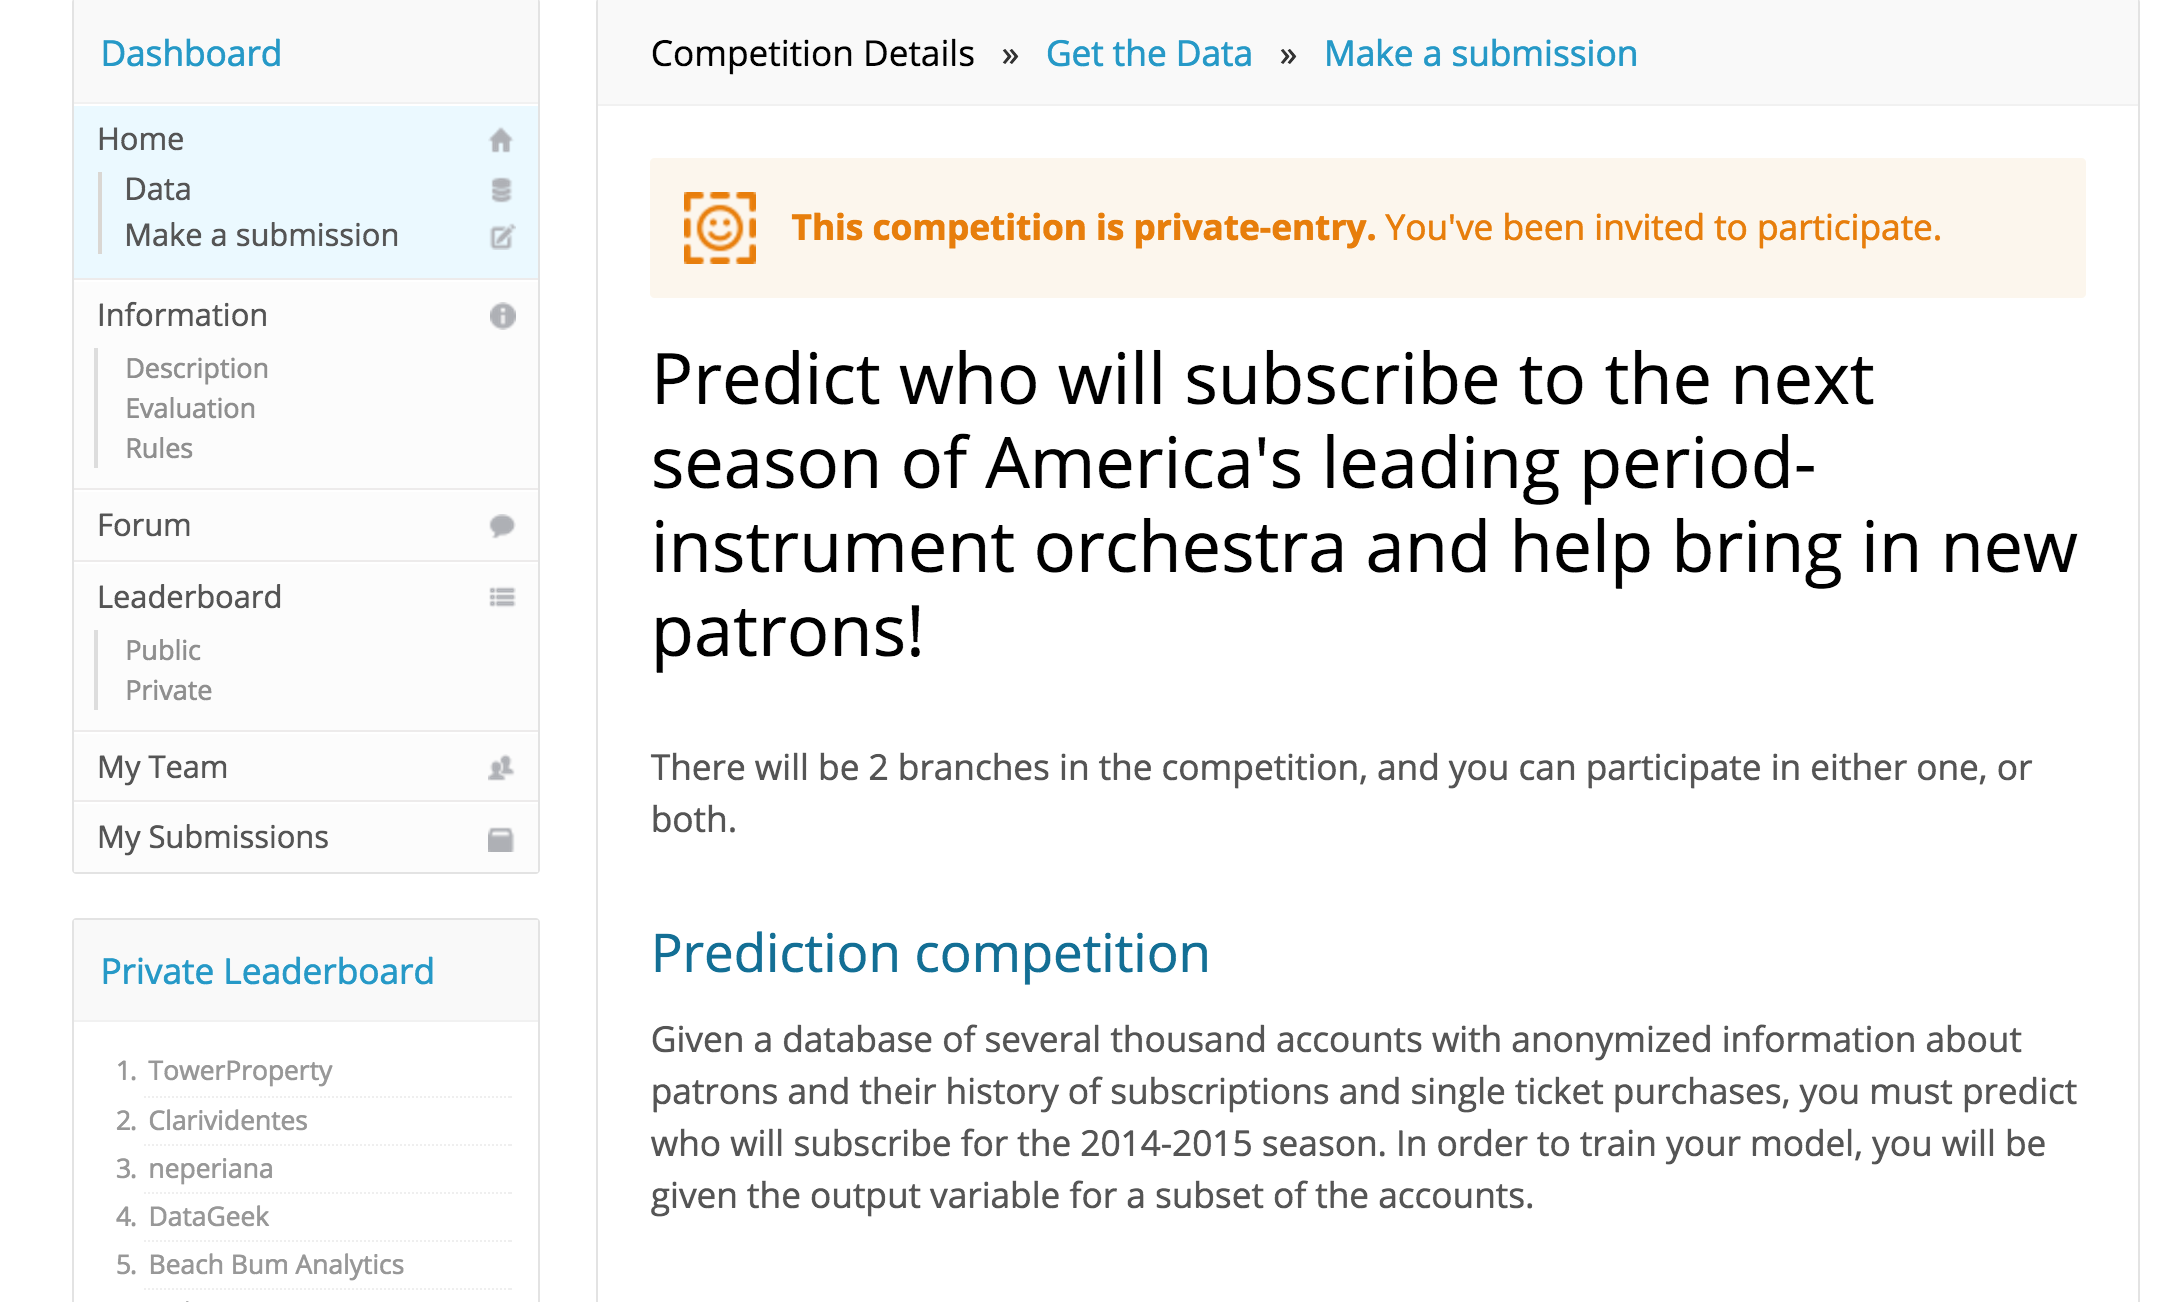 Dashboard
Home
Data
Make a submission
Information
Description
Evaluation
Rules
Forum
Leaderboard
Public
Private
My Team
My Submissions
Private Leaderboard
1. TowerProperty
2. Clarividentes
3. neperiana
4. DataGeek
5. Beach Bum Analytics
Competition Details » Get the Data » Make a submission
This competition is private-entry. You've been invited to participate.
Predict who will subscribe to the next
season of America's leading period-
instrument orchestra and help bring in new
patrons!
There will be 2 branches in the competition, and you can participate in either one, or
both.
Prediction competition
Given a database of several thousand accounts with anonymized information about
patrons and their history of subscriptions and single ticket purchases, you must predict
who will subscribe for the 2014-2015 season. In order to train your model, you will be
given the output variable for a subset of the accounts.